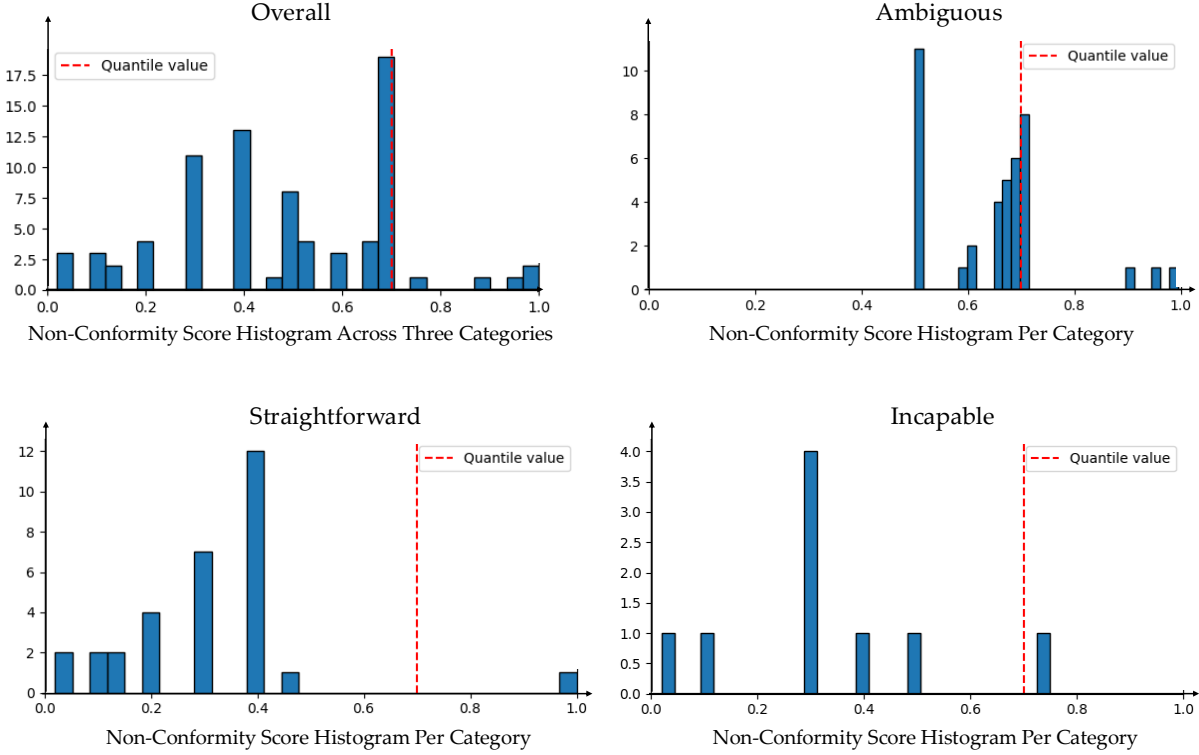 Overall
Quantile value
17.5
15.0
12.5
10.0
7.5
5.0
2.5
0.0
0.0 0.2 0.4 0.6 0.8 1.0
Non-Conformity Score Histogram Across Three Categories
Ambiguous
Quantile value
10
8
6
4
2
0
0.0 0.2 0.4 0.6 0.8 1.0
Non-Conformity Score Histogram Per Category
Straightforward
Quantile value
12
10
8
6
4
2
0
0.0 0.2 0.4 0.6 0.8 1.0
Non-Conformity Score Histogram Per Category
Incapable
Quantile value
4.0
3.5
3.0
2.5
2.0
1.5
1.0
0.5
0.0
0.0 0.2 0.4 0.6 0.8 1.0
Non-Conformity Score Histogram Per Category